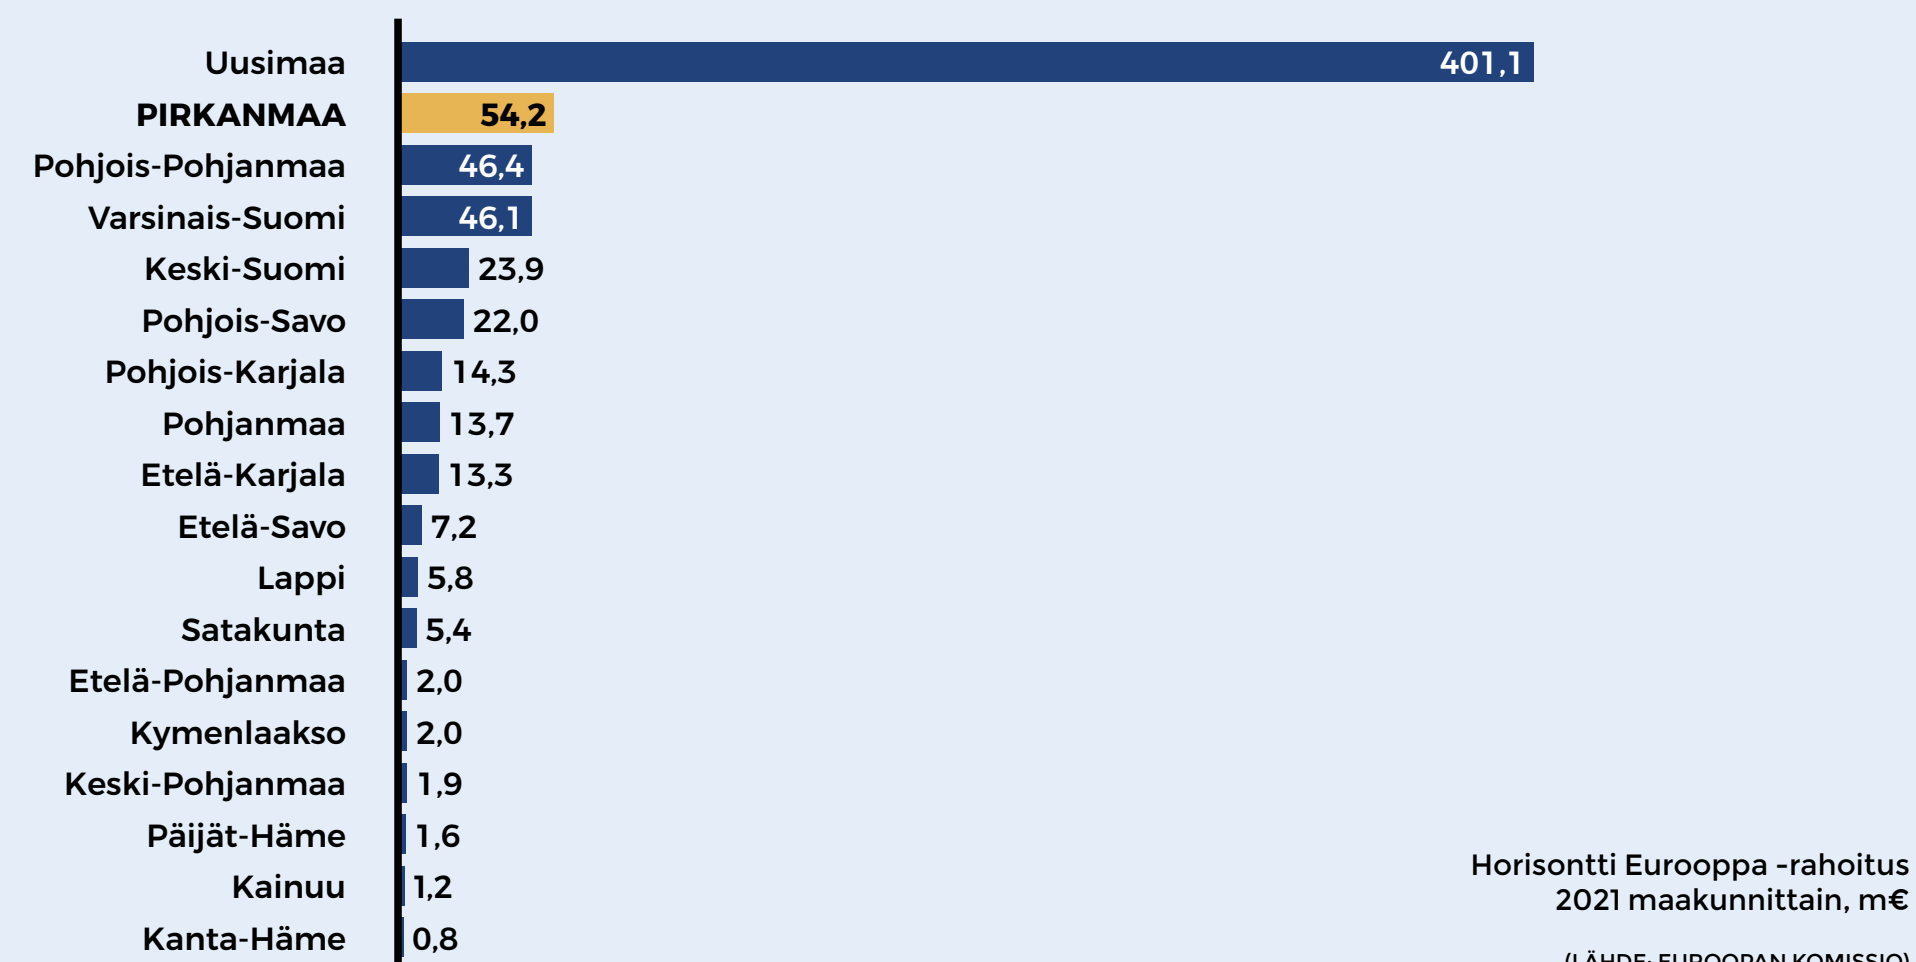 Uusimaa 401,1
PIRKANMAA 54,2
Pohjois-Pohjanmaa 46,4
Varsinais-Suomi 46,1
Keski-Suomi 23,9
Pohjois-Savo 22,0
Pohjois-Karjala 14,3
Pohjanmaa 13,7
Etelä-Karjala 13,3
Etelä-Savo 7,2
Lappi 5,8
Satakunta 5,4
Etelä-Pohjanmaa 2,0
Kymenlaakso 2,0
Keski-Pohjanmaa 1,9
Päijät-Häme 1,6
Kainuu 1,2
Kanta-Häme 0,8
Horisontti Eurooppa -rahoitus
2021 maakunnittain, m€
(LÄHDE: EUROOPAN KOMISSIO)